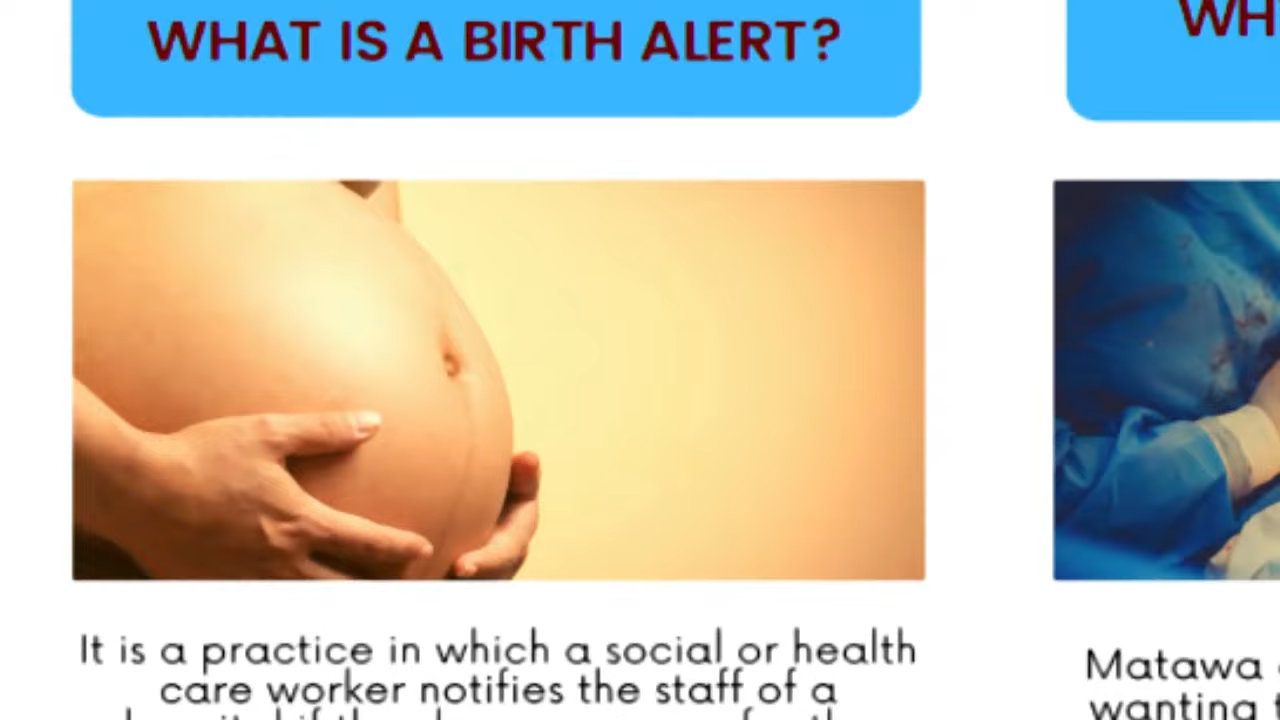 WHAT IS A BIRTH ALERT?
It is a practice in which a social or health
care worker notifies the staff of a
Matawa
wanting